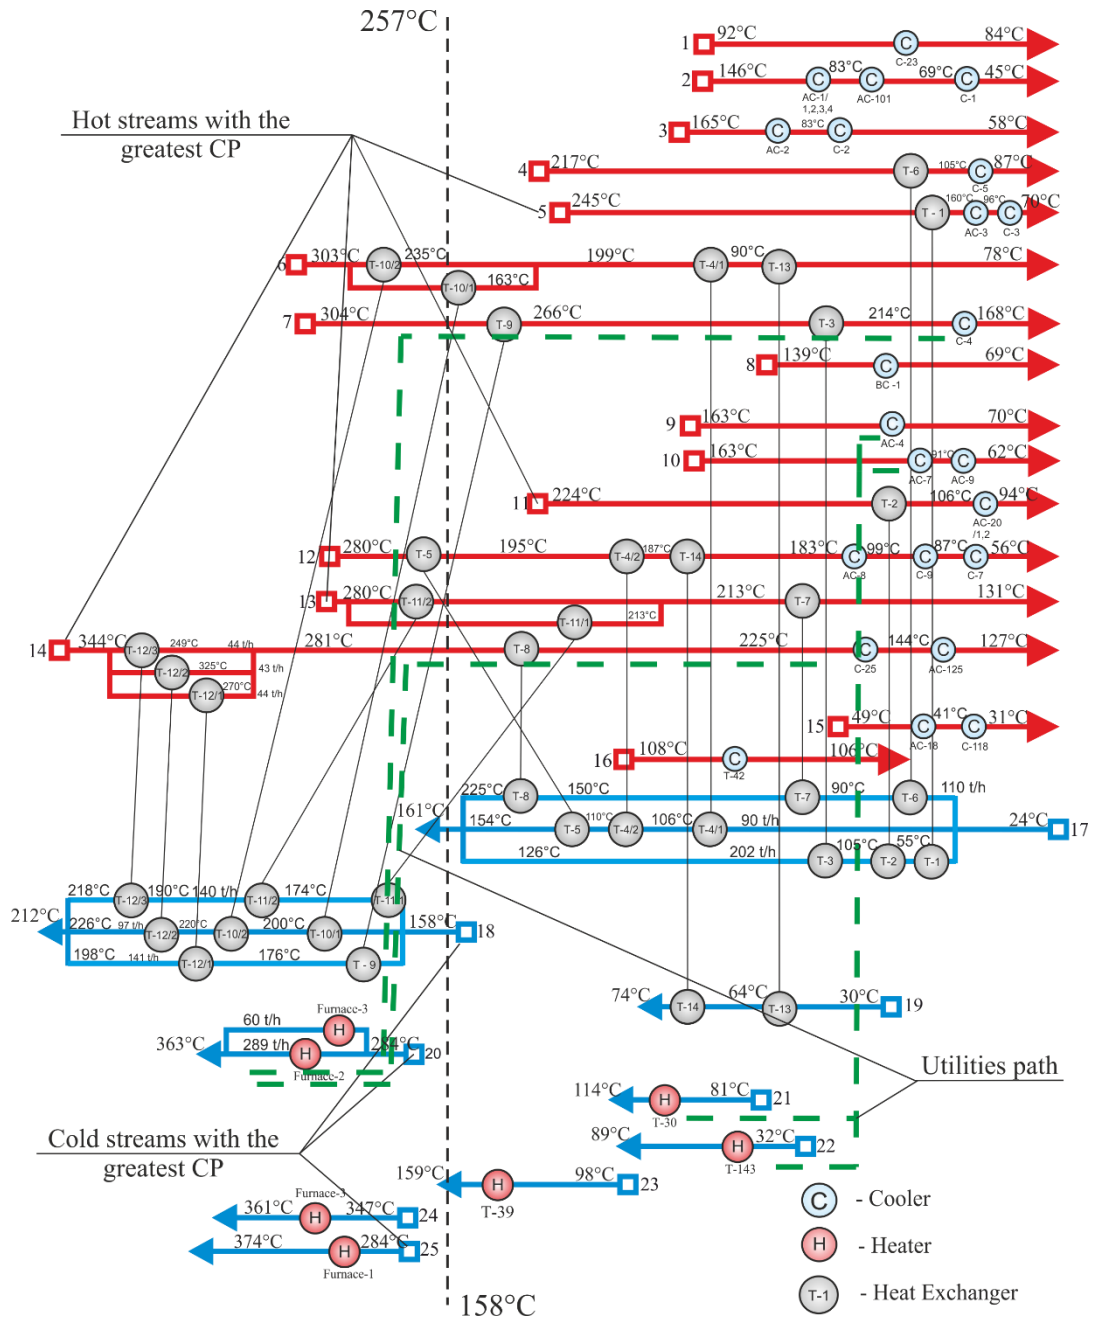 257°C
1 92°C C C-23 84°C
2 146°C C AC-1/ 1,2,3,4 83°C C AC-101 69°C C C-1 45°C
Hot streams with the
greatest CP
3 165°C C AC-2 83°C C C-2 58°C
4 217°C T-6 105°C C C-5 87°C
5 245°C T - 1 160°C C AC-3 96°C C C-3 70°C
6 303°C T-10/2 235°C 199°C T-4/1 90°C T-13 78°C
T-10/1 163°C
7 304°C T-9 266°C T-3 214°C C C-4 168°C
8 139°C C BC -1 69°C
9 163°C C AC-4 70°C
10 163°C C AC-7 91°C C AC-9 62°C
11 224°C T-2 106°C C AC-20 /1,2 94°C
12 280°C T-5 195°C T-4/2 187°C T-14 183°C C AC-8 99°C C C-9 87°C C C-7 56°C
13 280°C T-11/2 213°C T-7 131°C
T-11/1 213°C
14 344°C T-12/3 249°C 44 t/h 281°C T-8 225°C C C-25 144°C C AC-125 127°C
T-12/2 325°C 43 t/h
T-12/1 270°C 44 t/h
15 49°C C AC-18 41°C C C-118 31°C
16 108°C C T-42 106°C
225°C T-8 150°C T-7 90°C T-6 110 t/h
161°C 154°C T-5 110°C T-4/2 106°C T-4/1 90 t/h 24°C 17
126°C 202 t/h T-3 105°C T-2 55°C T-1
218°C T-12/3 190°C 140 t/h T-11/2 174°C T-11/1
212°C 226°C 97 t/h T-12/2 220°C T-10/2 200°C T-10/1 158°C 18
198°C 141 t/h T-12/1 176°C T - 9
74°C T-14 64°C T-13 30°C 19
60 t/h Furnace-3 H
363°C 289 t/h H Furnace-2 284°C 20
Utilities path
114°C H T-30 81°C 21
Cold streams with the
greatest CP
89°C H T-143 32°C 22
159°C H T-39 98°C 23
C - Cooler
361°C Furnace-3 H 347°C 24
H - Heater
374°C H Furnace-1 284°C 25
T-1 - Heat Exchanger
158°C